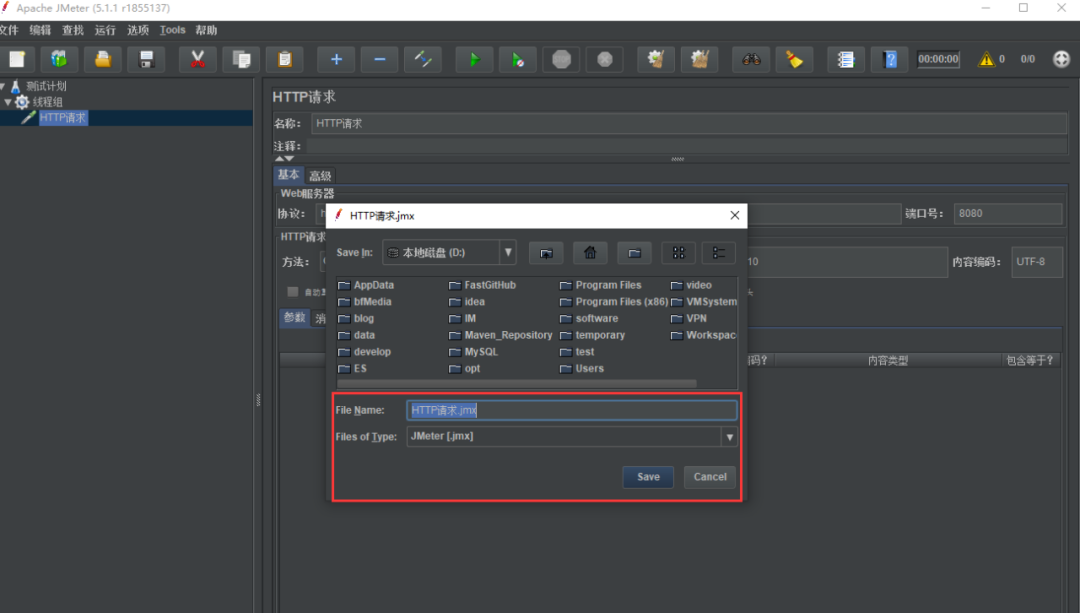 Apache JMeter (5.1.1 r1855137)
文件 编辑 查找 运行 选项 Tools 帮助
00:00:00 0 0/0
测试计划
线程组
HTTP请求
HTTP请求
名称: HTTP请求
注释:
基本 高级
Web服务器
协议: 端口号: 8080
HTTP请求
方法: 10 内容编码: UTF-8
参数
内容类型 包含等于?
HTTP请求.jmx
Save In: 本地磁盘 (D:)
AppData FastGitHub Program Files video
bfMedia idea Program Files (x86) VMSystem
blog IM software VPN
data Maven_Repository temporary Workspac
develop MySQL test
ES opt Users
File Name: HTTP请求.jmx
Files of Type: JMeter [.jmx]
Save Cancel